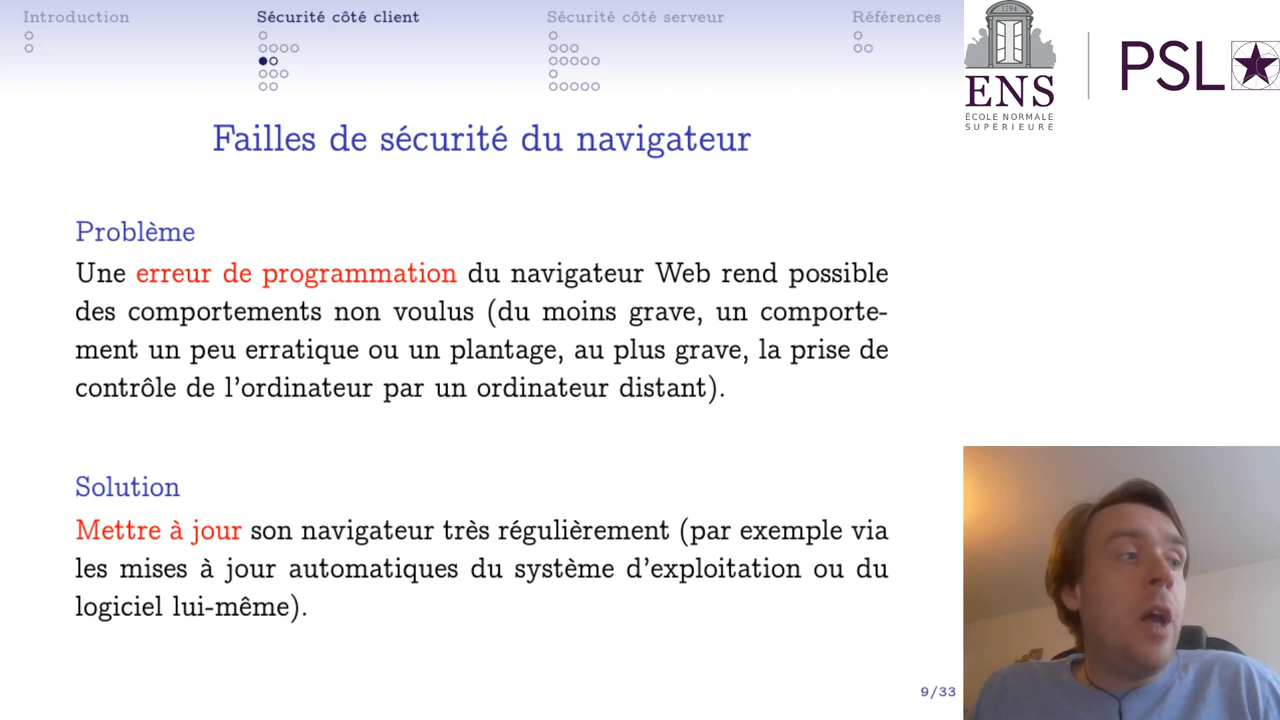 Introduction
Sécurité côté client
Sécurité côté serveur
Références
1794
ENS
ÉCOLE NORMALE
SUPÉRIEURE
PSL
Failles de sécurité du navigateur
Problème
Une erreur de programmation du navigateur Web rend possible
des comportements non voulus (du moins grave, un comporte-
ment un peu erratique ou un plantage, au plus grave, la prise de
contrôle de l'ordinateur par un ordinateur distant).
Solution
Mettre à jour son navigateur très régulièrement (par exemple via
les mises à jour automatiques du système d'exploitation ou du
logiciel lui-même).
9/33